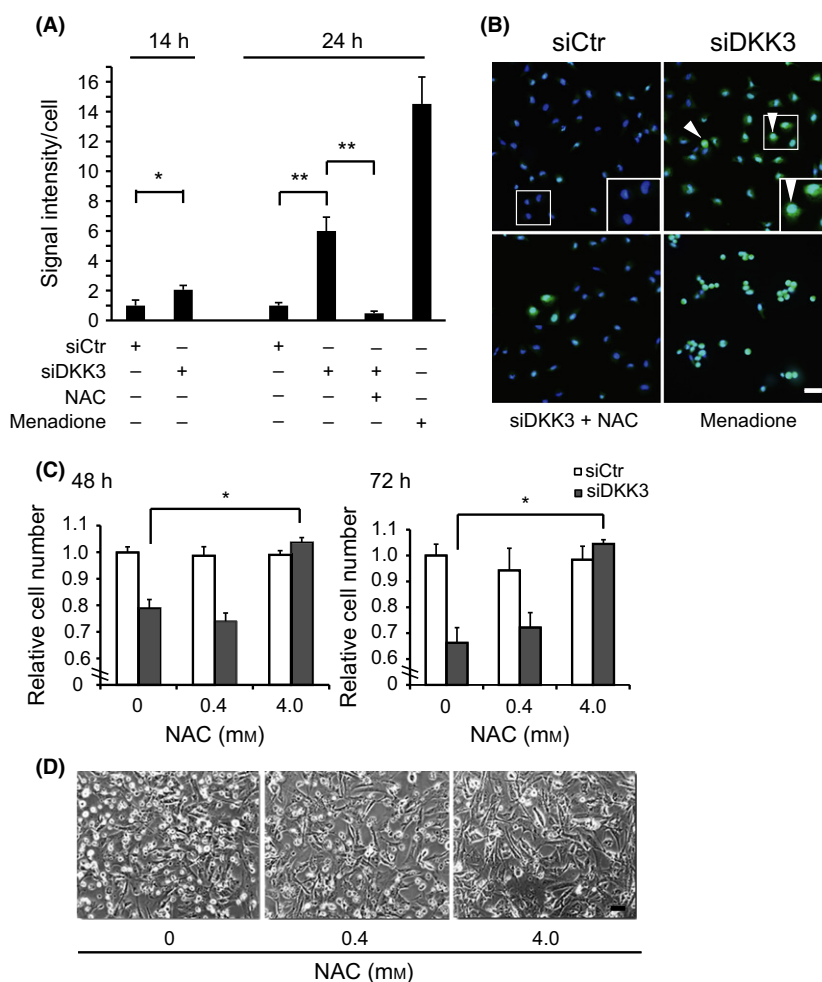 (A)
14 h 24 h
Signal intensity/cell
16
14
12
10
8
6
4
2
0
* ** **
siCtr + – + – – –
siDKK3 – + – + + –
NAC – – – – + –
Menadione – – – – – +
(B)
siCtr siDKK3
siDKK3 + NAC Menadione
(C)
48 h
Relative cell number
1.1
1.0
0.9
0.8
0.7
0.6
0
*
0 0.4 4.0
NAC (mM)
72 h
siCtr
siDKK3
Relative cell number
1.1
1.0
0.9
0.8
0.7
0.6
0
*
0 0.4 4.0
NAC (mM)
(D)
0 0.4 4.0
NAC (mM)